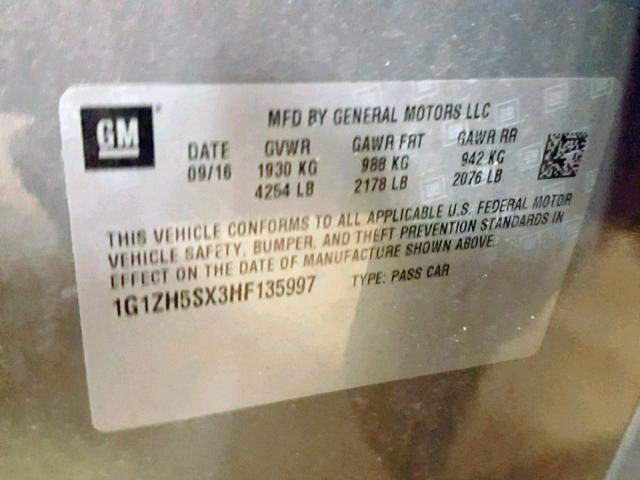 GM
MFD BY GENERAL MOTORS LLC
DATE GVWR GAWR FRT GAWR RR
09/16 1930 KG 988 KG 942 KG
4254 LB 2178 LB 2076 LB
THIS VEHICLE CONFORMS TO ALL APPLICABLE U.S. FEDERAL MOTOR
VEHICLE SAFETY, BUMPER, AND THEFT PREVENTION STANDARDS IN
EFFECT ON THE DATE OF MANUFACTURE SHOWN ABOVE.
1G1ZH5SX3HF135997 TYPE: PASS CAR